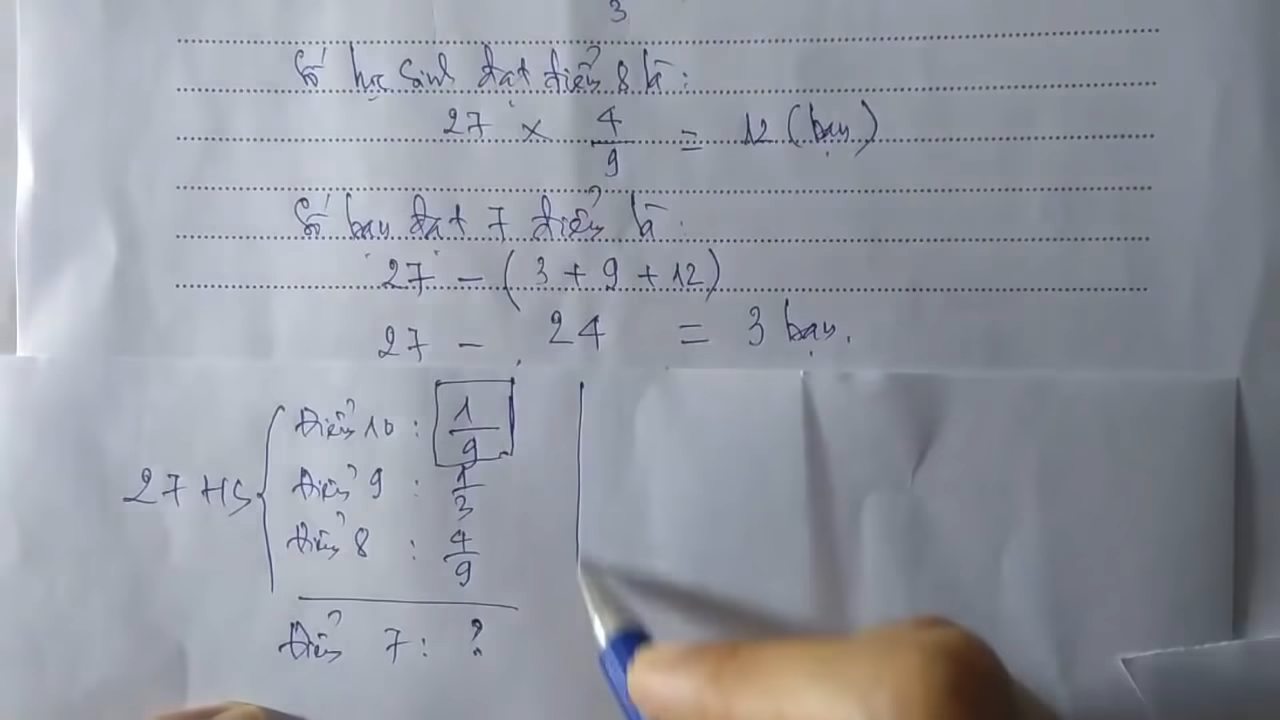 3
Số học sinh đạt điểm 8 là:
27 × 4/9 = 12 (bạn)
Số bạn đạt 7 điểm là:
27 - (3 + 9 + 12)
27 - 24 = 3 bạn.
27 HS
Điểm 10 : 1/9
Điểm 9 : 1/3
Điểm 8 : 4/9
Điểm 7 : ?